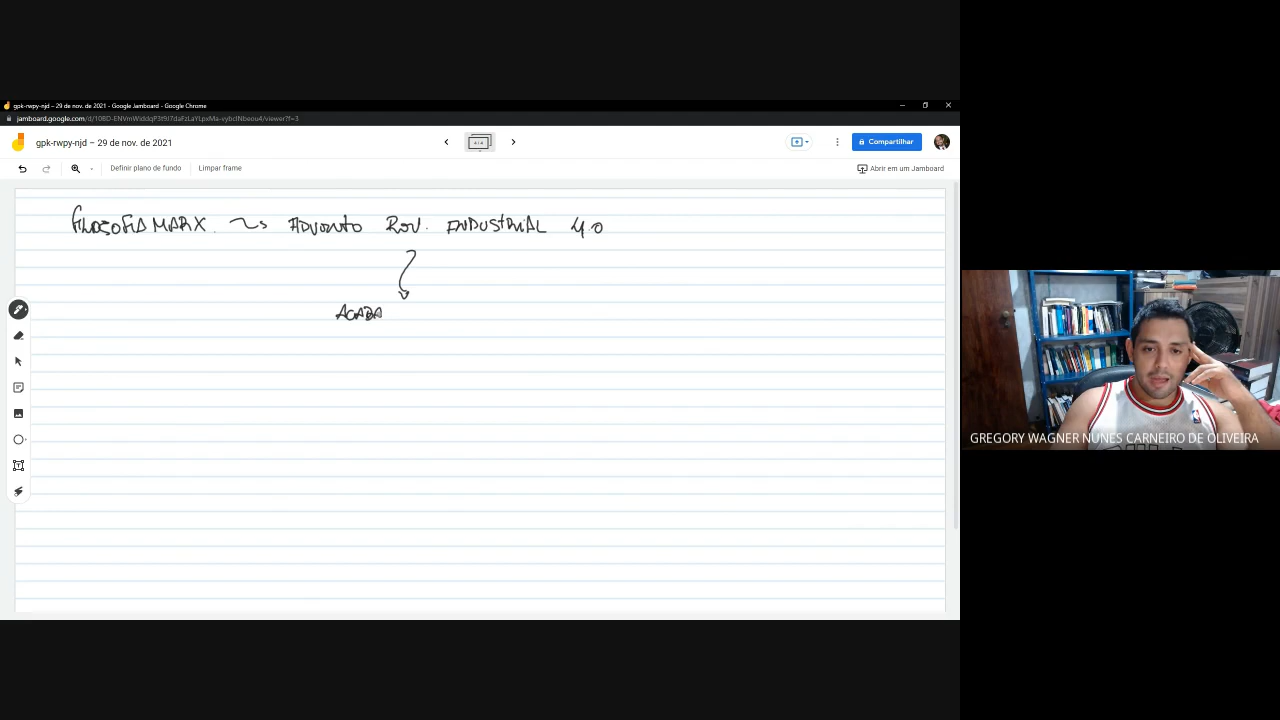 gpk-rwpy-njd – 29 de nov. de 2021 - Google Jamboard - Google Chrome
gpk-rwpy-njd – 29 de nov. de 2021
Compartilhar
Definir plano de fundo
Limpar frame
Abrir em um Jamboard
FILOSOFIA MARX ~> ADVENTO REV. INDUSTRIAL 4.0
ACABA
GREGORY WAGNER NUNES CARNEIRO DE OLIVEIRA